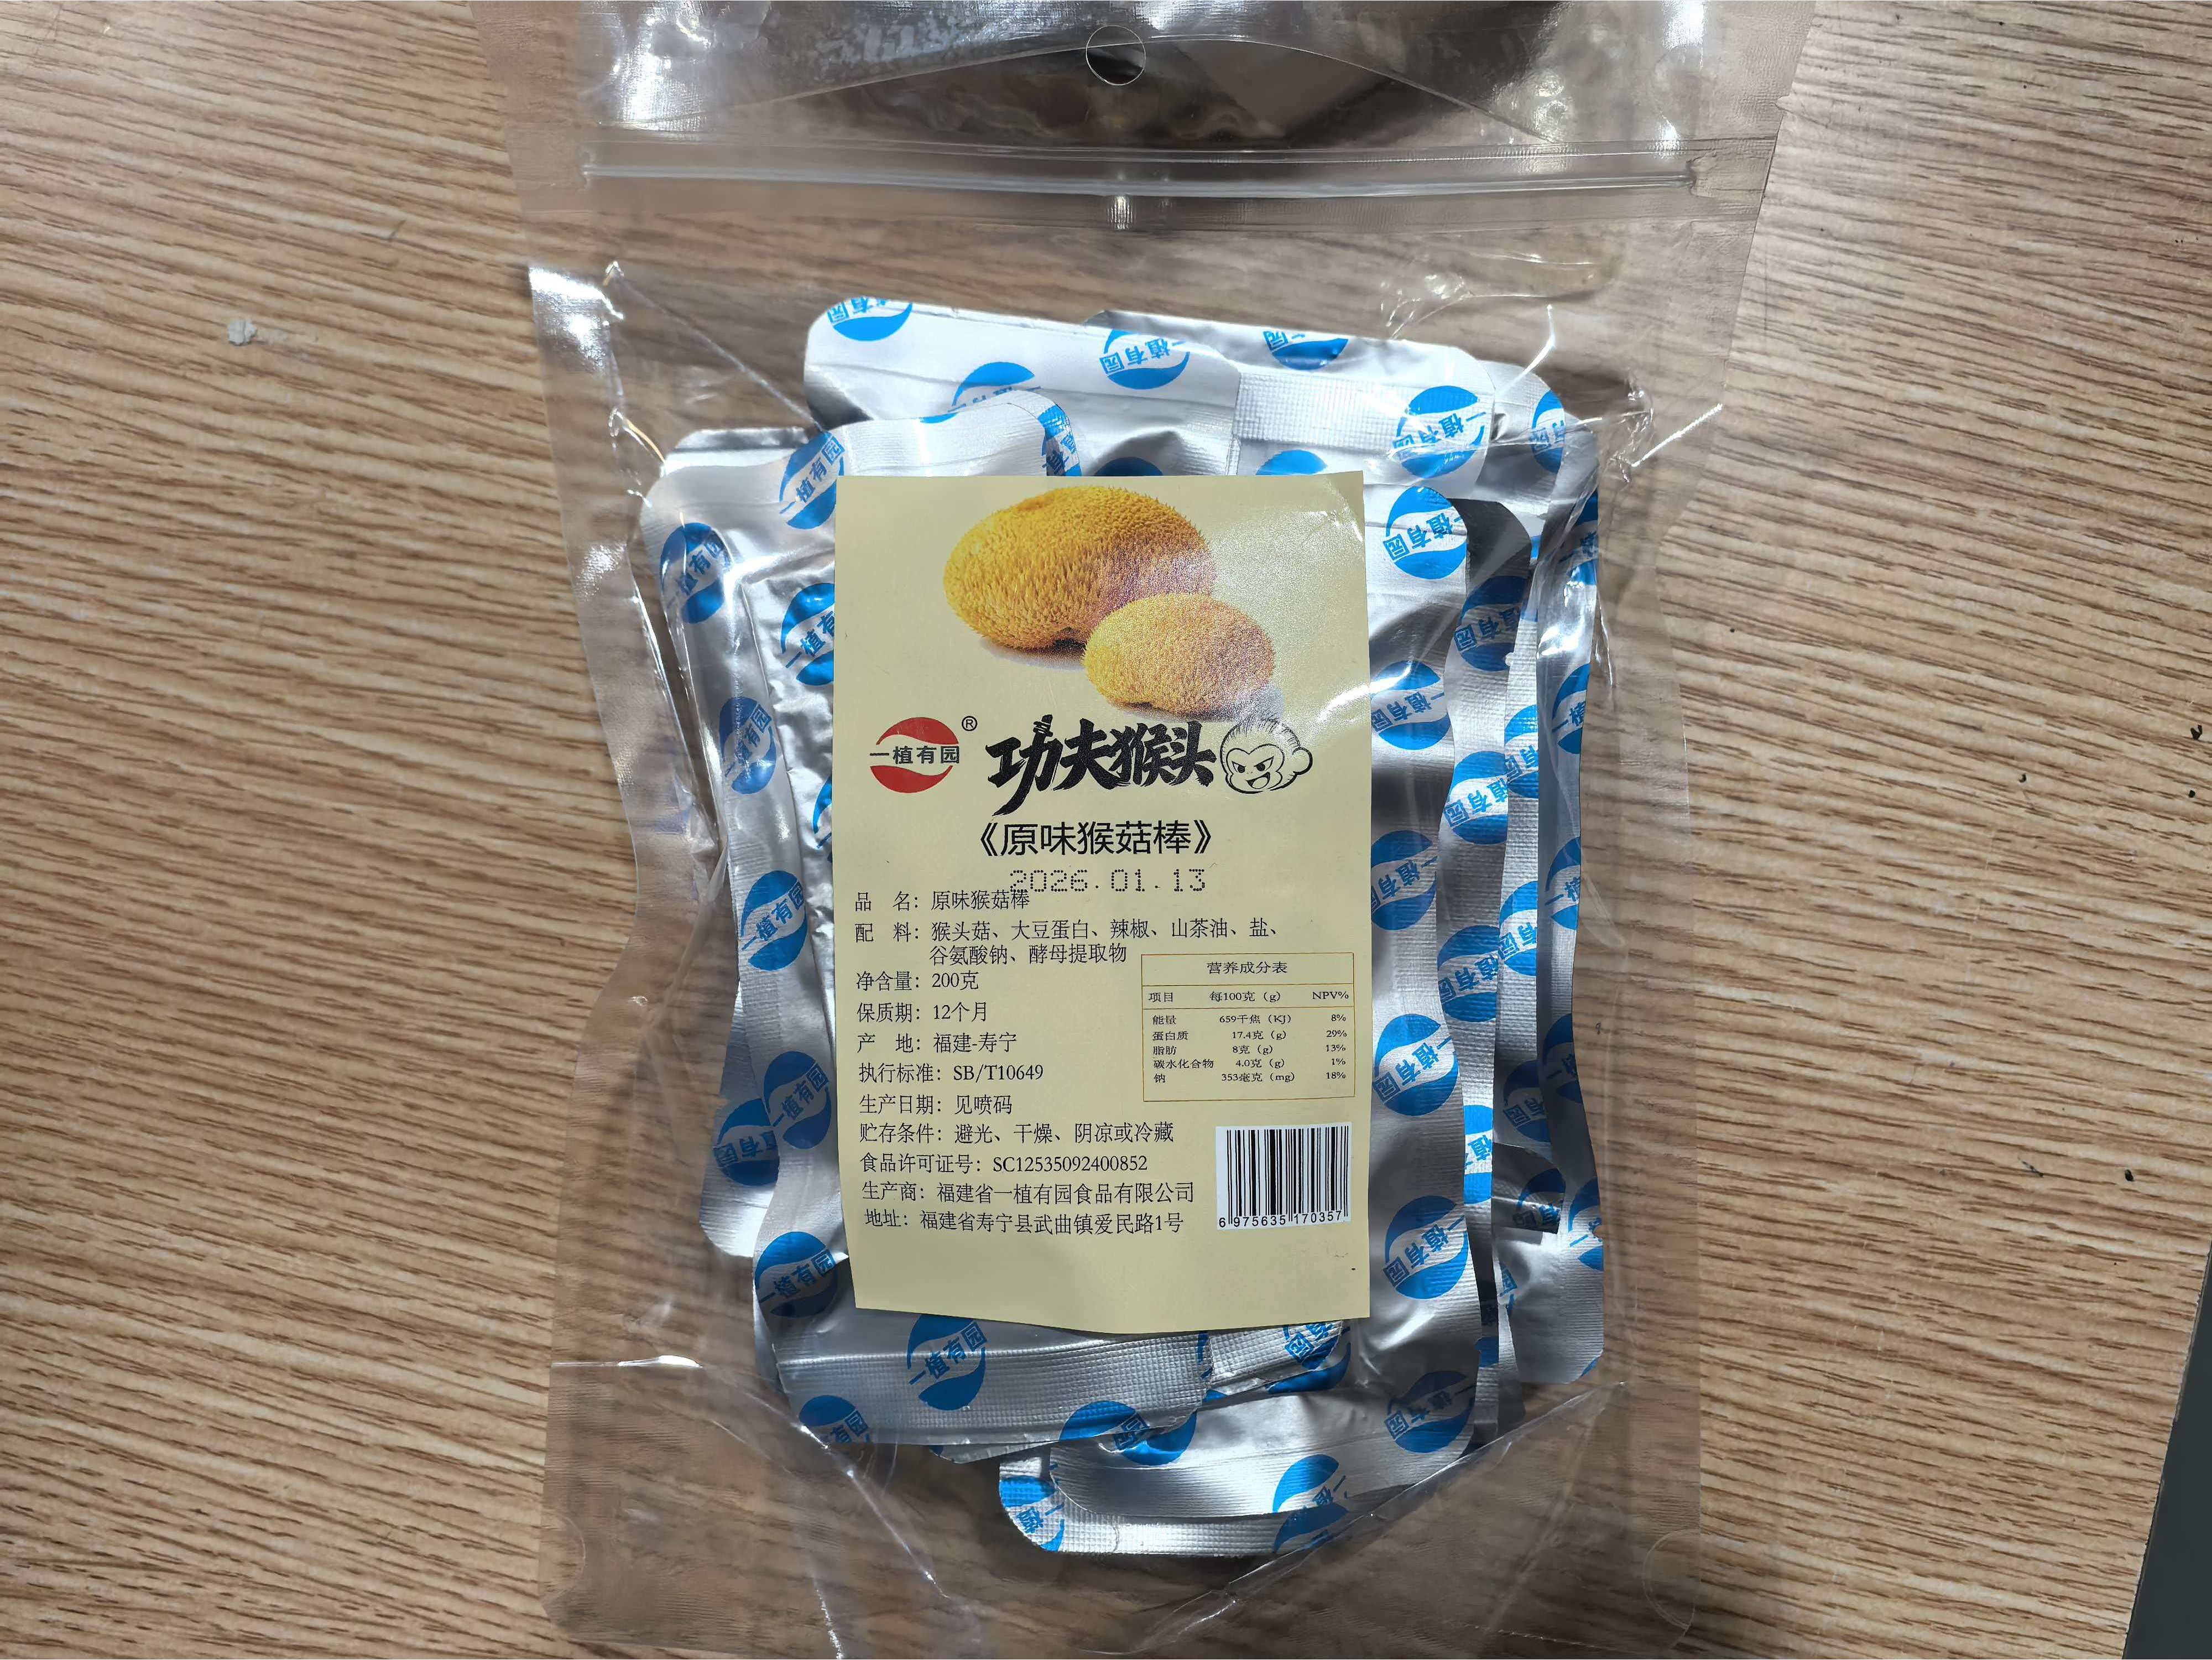 一植有园
®
功夫猴头
《原味猴菇棒》
2026.01.13
品 名：原味猴菇棒
配 料：猴头菇、大豆蛋白、辣椒、山茶油、盐、
谷氨酸钠、酵母提取物
净含量：200克
保质期：12个月
产 地：福建-寿宁
执行标准：SB/T10649
生产日期：见喷码
贮存条件：避光、干燥、阴凉或冷藏
食品许可证号：SC12535092400852
生产商：福建省一植有园食品有限公司
地址：福建省寿宁县武曲镇爱民路1号
营养成分表
项目 每100克（g） NPV%
能量 659千焦（KJ） 8%
蛋白质 17.4克（g） 29%
脂肪 8克（g） 13%
碳水化合物 4.0克（g） 1%
钠 353毫克（mg） 18%
6 975635 170357